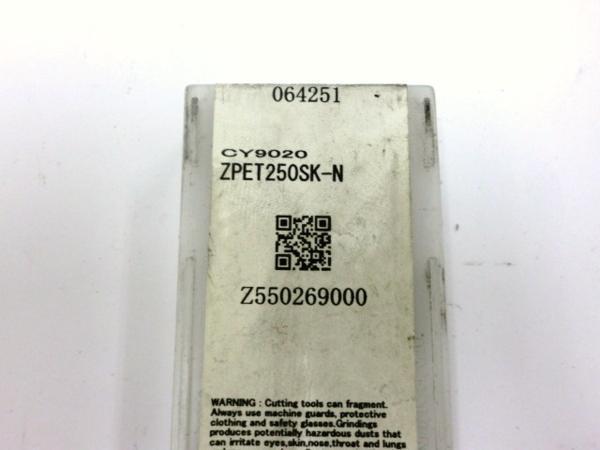 064251
CY9020
ZPET250SK-N
Z550269000
WARNING : Cutting tools can fragment.
Always use machine guards, protective
clothing and safety glasses.Grindings
produces potentially hazardous dusts that
can irritate eyes,skin,nose,throat and lungs